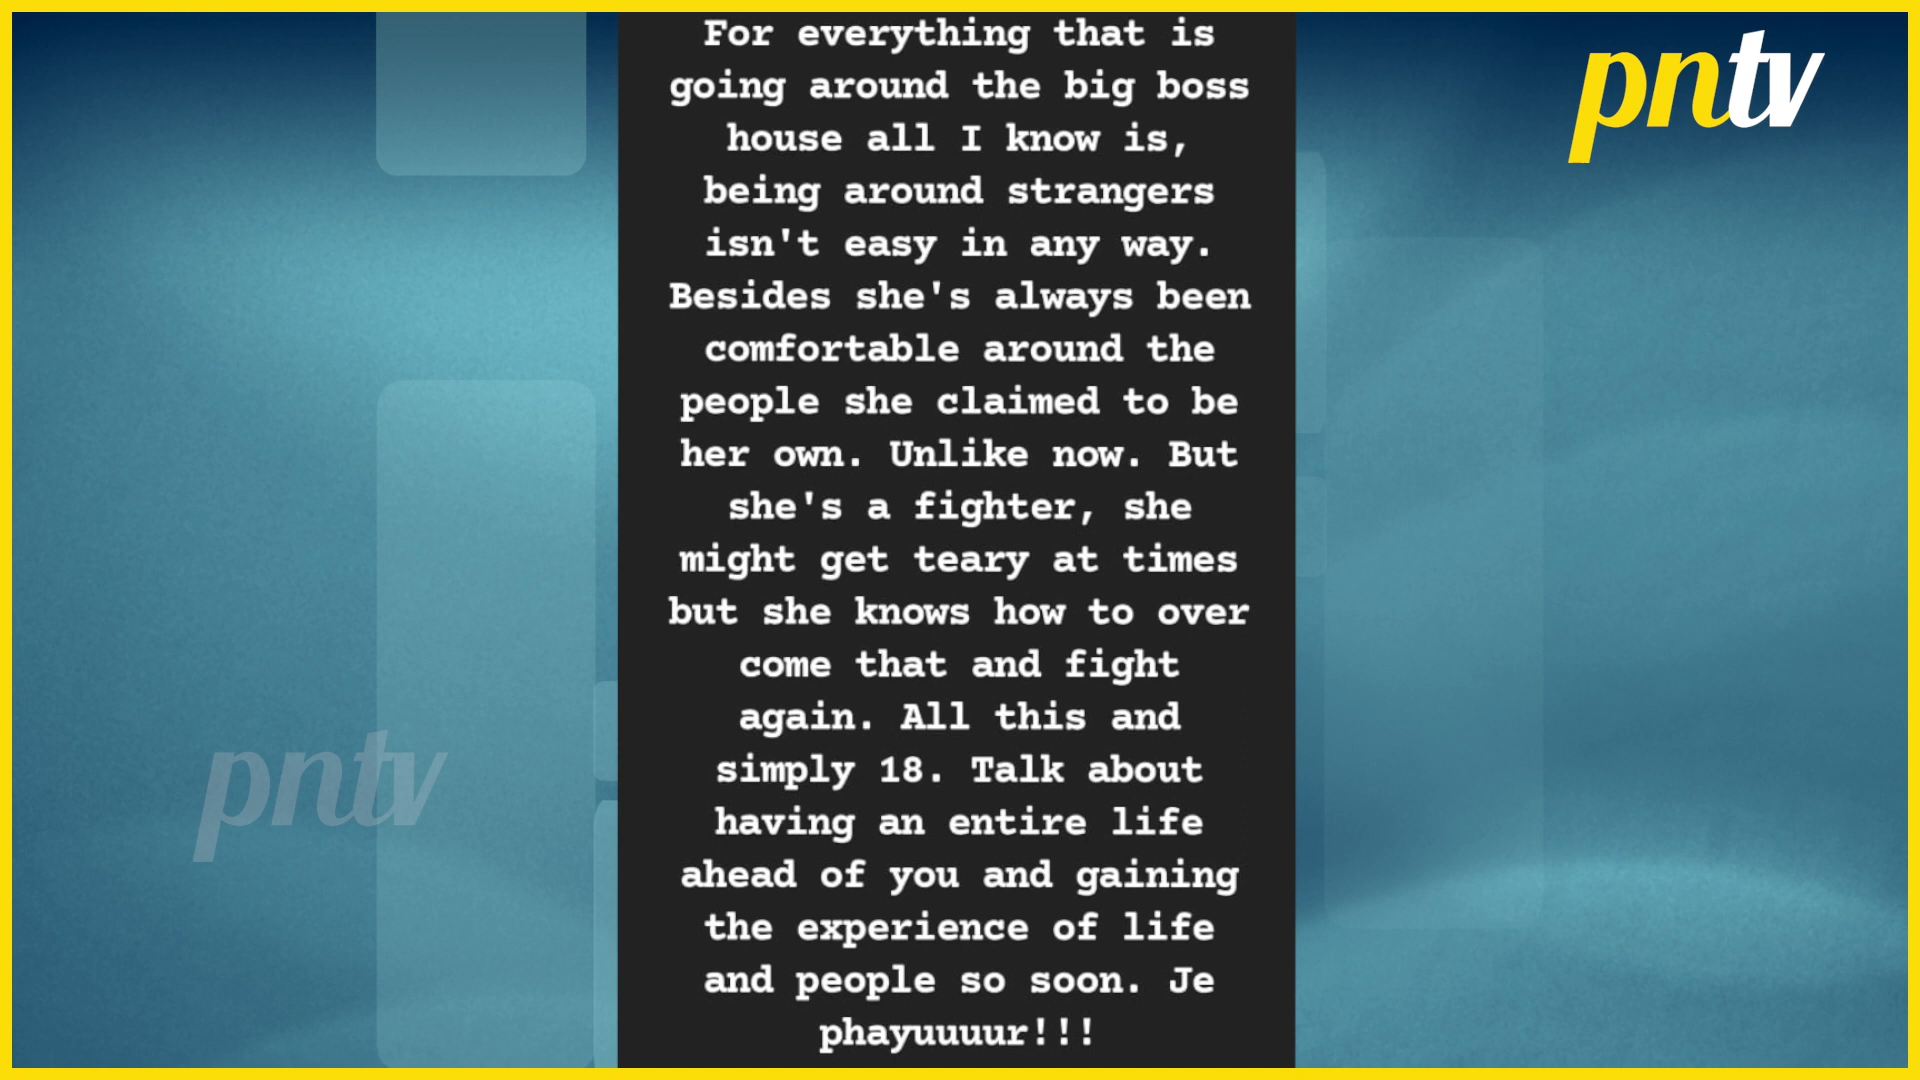 For everything that is
going around the big boss
house all I know is,
being around strangers
isn't easy in any way.
Besides she's always been
comfortable around the
people she claimed to be
her own. Unlike now. But
she's a fighter, she
might get teary at times
but she knows how to over
come that and fight
again. All this and
simply 18. Talk about
having an entire life
ahead of you and gaining
the experience of life
and people so soon. Je
phayuuuur!!!
pntv
pntv